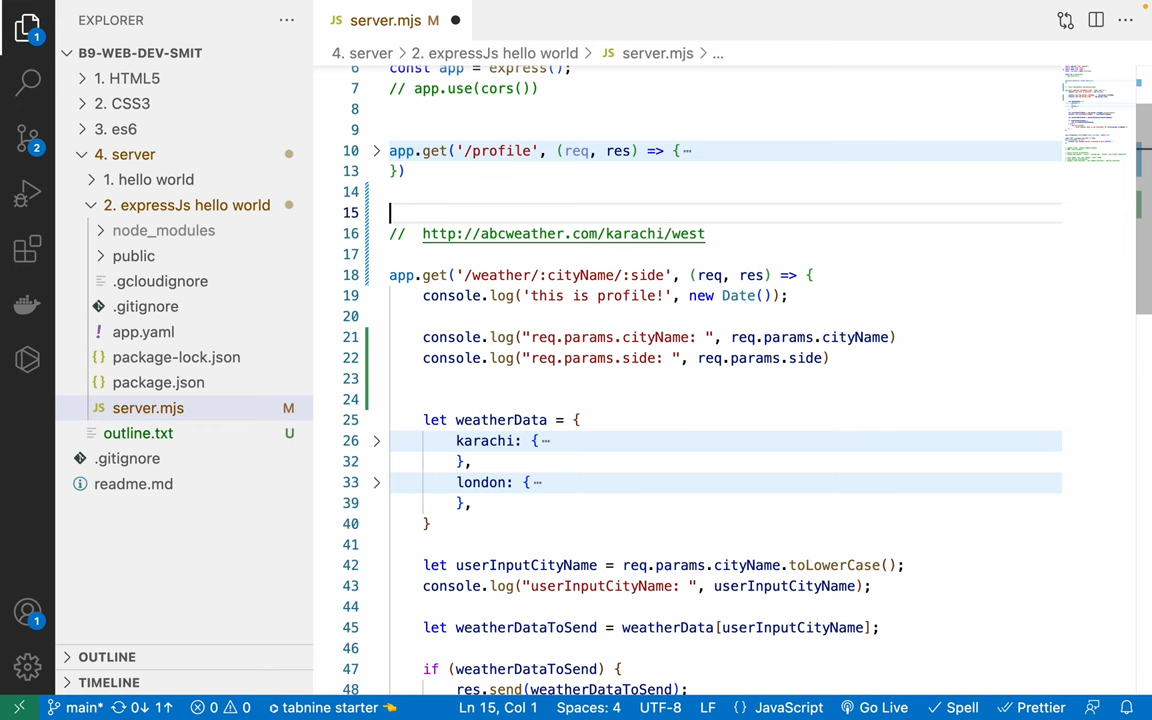 EXPLORER
B9-WEB-DEV-SMIT
1. HTML5
2. CSS3
3. es6
4. server
1. hello world
2. expressJs hello world
node_modules
public
.gcloudignore
.gitignore
! app.yaml
{} package-lock.json
{} package.json
JS server.mjs M
outline.txt U
.gitignore
readme.md
OUTLINE
TIMELINE
1
2
1
JS server.mjs M
4. server > 2. expressJs hello world > JS server.mjs > ...
6 const app = express();
7 // app.use(cors())
8
9
10 app.get('/profile', (req, res) => {…
13 })
14
15
16 // http://abcweather.com/karachi/west
17
18 app.get('/weather/:cityName/:side', (req, res) => {
19 console.log('this is profile!', new Date());
20
21 console.log("req.params.cityName: ", req.params.cityName)
22 console.log("req.params.side: ", req.params.side)
23
24
25 let weatherData = {
26 karachi: {…
32 },
33 london: {…
39 },
40 }
41
42 let userInputCityName = req.params.cityName.toLowerCase();
43 console.log("userInputCityName: ", userInputCityName);
44
45 let weatherDataToSend = weatherData[userInputCityName];
46
47 if (weatherDataToSend) {
48 res.send(weatherDataToSend);
main* 0↓ 1↑ 0 0 tabnine starter 👈 Ln 15, Col 1 Spaces: 4 UTF-8 LF {} JavaScript Go Live Spell Prettier